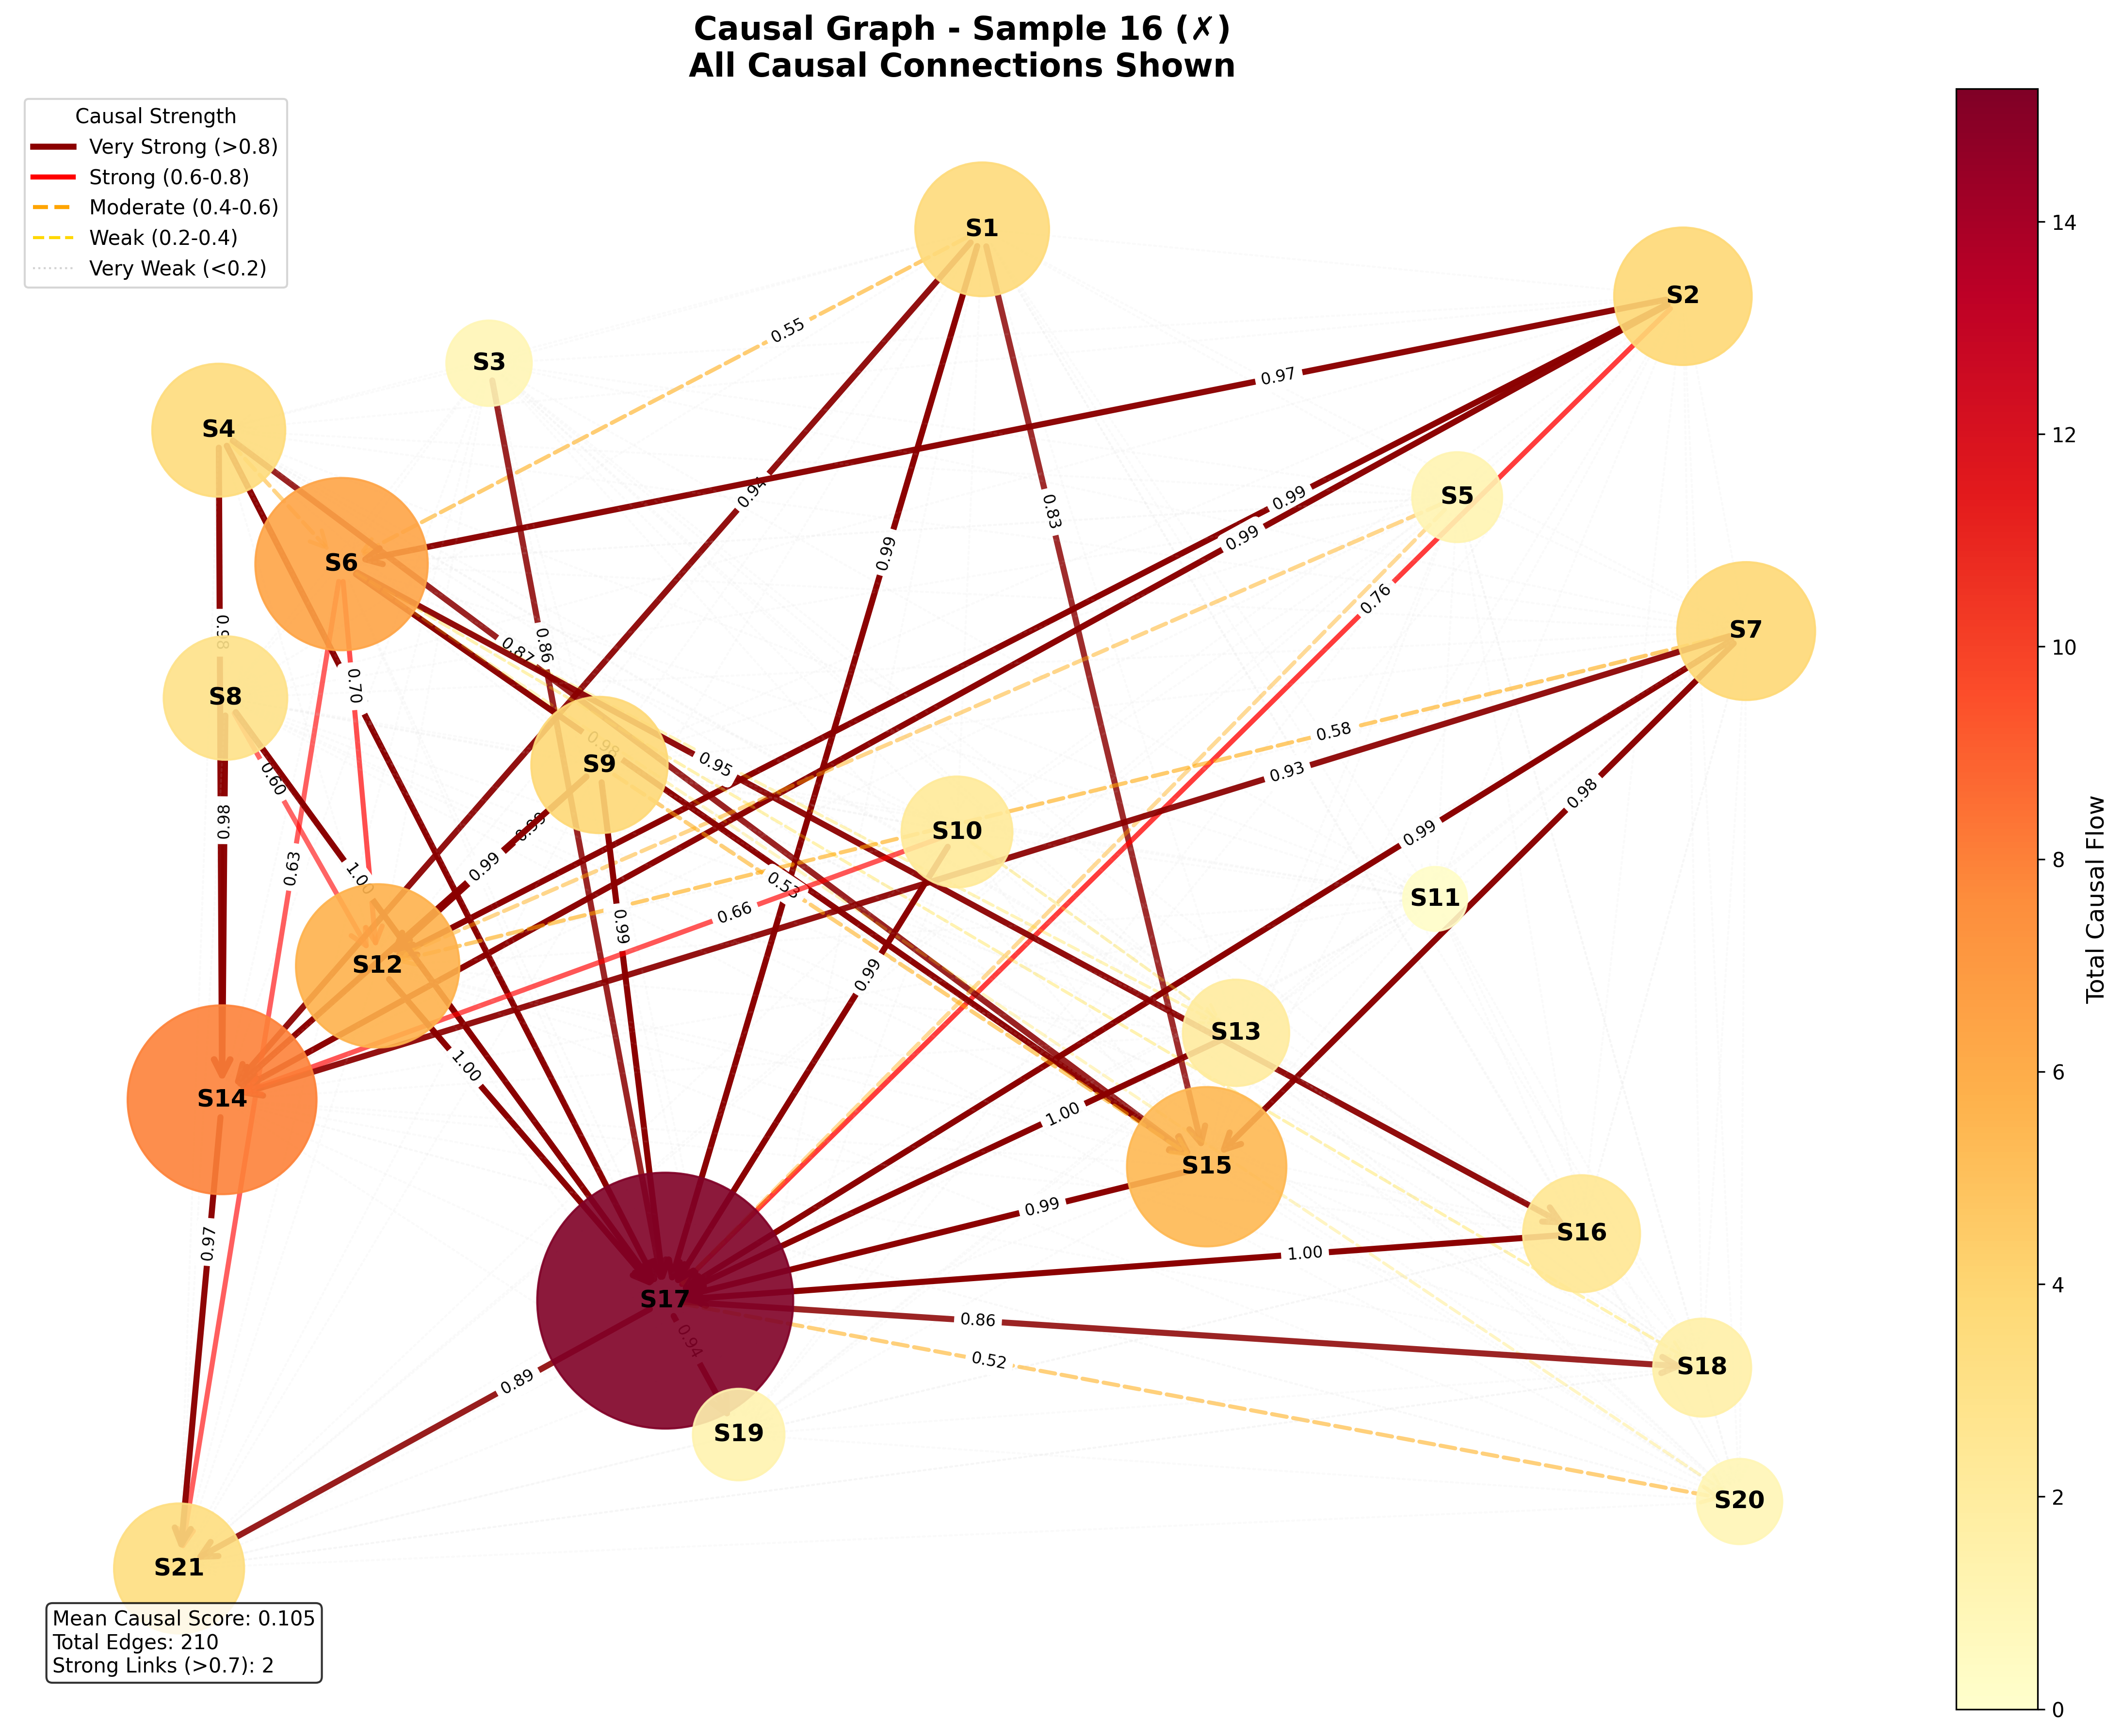 Causal Graph - Sample 16 (✗)
All Causal Connections Shown
Causal Strength
Very Strong (>0.8)
Strong (0.6-0.8)
Moderate (0.4-0.6)
Weak (0.2-0.4)
Very Weak (<0.2)
S1
S2
0.55
S3
0.97
S4
0.94
0.99
S5
0.83
0.99
0.99
S6
0.76
0.98
0.86
S7
0.87
0.70
S8
0.58
0.98
S9
0.95
0.93
0.60
0.98
0.98
S10
0.99
0.99
0.99
0.63
1.00
0.53
S11
0.66
0.99
S12
0.99
S13
1.00
S14
1.00
S15
0.99
S16
0.97
1.00
S17
0.86
0.94
0.52
S18
0.89
S19
S20
S21
Mean Causal Score: 0.105
Total Edges: 210
Strong Links (>0.7): 2
14
12
10
8
6
4
2
0
Total Causal Flow